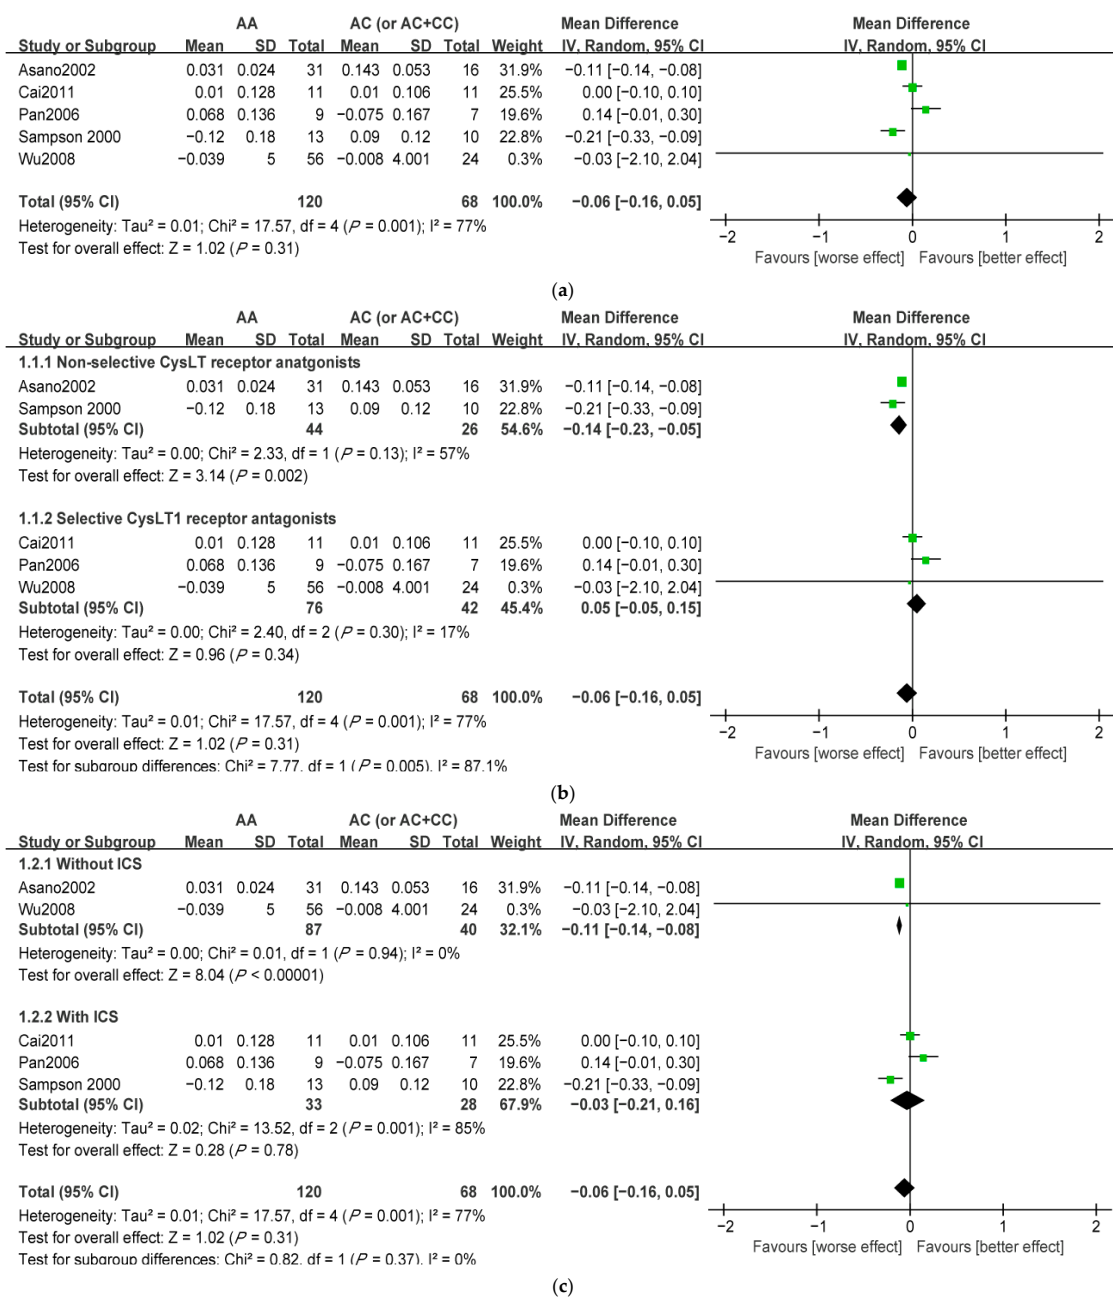 AA AC (or AC+CC) Mean Difference Mean Difference
Study or Subgroup Mean SD Total Mean SD Total Weight IV, Random, 95% CI IV, Random, 95% CI
Asano2002 0.031 0.024 31 0.143 0.053 16 31.9% −0.11 [−0.14, −0.08]
Cai2011 0.01 0.128 11 0.01 0.106 11 25.5% 0.00 [−0.10, 0.10]
Pan2006 0.068 0.136 9 −0.075 0.167 7 19.6% 0.14 [−0.01, 0.30]
Sampson 2000 −0.12 0.18 13 0.09 0.12 10 22.8% −0.21 [−0.33, −0.09]
Wu2008 −0.039 5 56 −0.008 4.001 24 0.3% −0.03 [−2.10, 2.04]
Total (95% CI) 120 68 100.0% −0.06 [−0.16, 0.05]
Heterogeneity: Tau² = 0.01; Chi² = 17.57, df = 4 (P = 0.001); I² = 77%
Test for overall effect: Z = 1.02 (P = 0.31)
−2 −1 0 1 2
Favours [worse effect] Favours [better effect]
(a)
AA AC (or AC+CC) Mean Difference Mean Difference
Study or Subgroup Mean SD Total Mean SD Total Weight IV, Random, 95% CI IV, Random, 95% CI
1.1.1 Non-selective CysLT receptor anatgonists
Asano2002 0.031 0.024 31 0.143 0.053 16 31.9% −0.11 [−0.14, −0.08]
Sampson 2000 −0.12 0.18 13 0.09 0.12 10 22.8% −0.21 [−0.33, −0.09]
Subtotal (95% CI) 44 26 54.6% −0.14 [−0.23, −0.05]
Heterogeneity: Tau² = 0.00; Chi² = 2.33, df = 1 (P = 0.13); I² = 57%
Test for overall effect: Z = 3.14 (P = 0.002)
1.1.2 Selective CysLT1 receptor antagonists
Cai2011 0.01 0.128 11 0.01 0.106 11 25.5% 0.00 [−0.10, 0.10]
Pan2006 0.068 0.136 9 −0.075 0.167 7 19.6% 0.14 [−0.01, 0.30]
Wu2008 −0.039 5 56 −0.008 4.001 24 0.3% −0.03 [−2.10, 2.04]
Subtotal (95% CI) 76 42 45.4% 0.05 [−0.05, 0.15]
Heterogeneity: Tau² = 0.00; Chi² = 2.40, df = 2 (P = 0.30); I² = 17%
Test for overall effect: Z = 0.96 (P = 0.34)
Total (95% CI) 120 68 100.0% −0.06 [−0.16, 0.05]
Heterogeneity: Tau² = 0.01; Chi² = 17.57, df = 4 (P = 0.001); I² = 77%
Test for overall effect: Z = 1.02 (P = 0.31)
Test for subgroup differences: Chi² = 7.77, df = 1 (P = 0.005), I² = 87.1%
−2 −1 0 1 2
Favours [worse effect] Favours [better effect]
(b)
AA AC (or AC+CC) Mean Difference Mean Difference
Study or Subgroup Mean SD Total Mean SD Total Weight IV, Random, 95% CI IV, Random, 95% CI
1.2.1 Without ICS
Asano2002 0.031 0.024 31 0.143 0.053 16 31.9% −0.11 [−0.14, −0.08]
Wu2008 −0.039 5 56 −0.008 4.001 24 0.3% −0.03 [−2.10, 2.04]
Subtotal (95% CI) 87 40 32.1% −0.11 [−0.14, −0.08]
Heterogeneity: Tau² = 0.00; Chi² = 0.01, df = 1 (P = 0.94); I² = 0%
Test for overall effect: Z = 8.04 (P < 0.00001)
1.2.2 With ICS
Cai2011 0.01 0.128 11 0.01 0.106 11 25.5% 0.00 [−0.10, 0.10]
Pan2006 0.068 0.136 9 −0.075 0.167 7 19.6% 0.14 [−0.01, 0.30]
Sampson 2000 −0.12 0.18 13 0.09 0.12 10 22.8% −0.21 [−0.33, −0.09]
Subtotal (95% CI) 33 28 67.9% −0.03 [−0.21, 0.16]
Heterogeneity: Tau² = 0.02; Chi² = 13.52, df = 2 (P = 0.001); I² = 85%
Test for overall effect: Z = 0.28 (P = 0.78)
Total (95% CI) 120 68 100.0% −0.06 [−0.16, 0.05]
Heterogeneity: Tau² = 0.01; Chi² = 17.57, df = 4 (P = 0.001); I² = 77%
Test for overall effect: Z = 1.02 (P = 0.31)
Test for subgroup differences: Chi² = 0.82, df = 1 (P = 0.37), I² = 0%
−2 −1 0 1 2
Favours [worse effect] Favours [better effect]
(c)